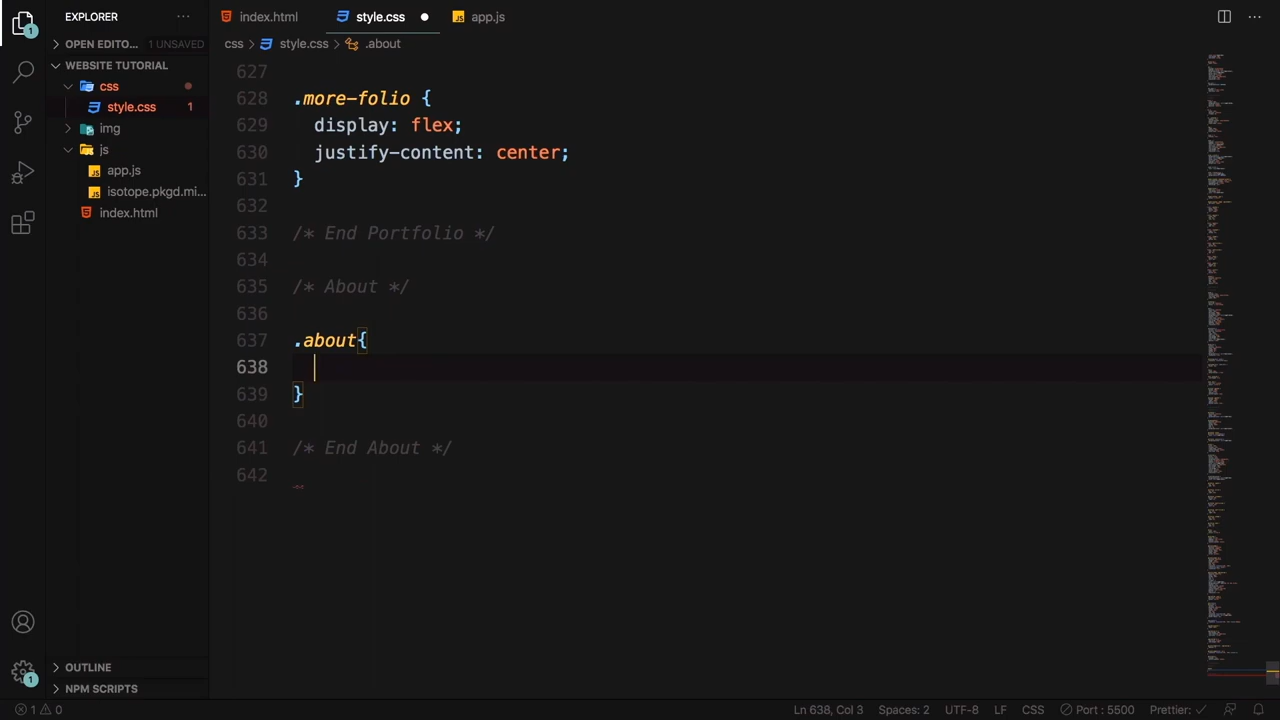 EXPLORER
index.html
style.css
app.js
OPEN EDITO... 1 UNSAVED
css > style.css > .about
WEBSITE TUTORIAL
css
style.css 1
img
js
app.js
isotope.pkgd.mi...
index.html
627
628 .more-folio {
629 display: flex;
630 justify-content: center;
631 }
632
633 /* End Portfolio */
634
635 /* About */
636
637 .about{
638
639 }
640
641 /* End About */
642
OUTLINE
NPM SCRIPTS
1
1
1 0
Ln 638, Col 3
Spaces: 2
UTF-8
LF
CSS
Port : 5500
Prettier: ✓